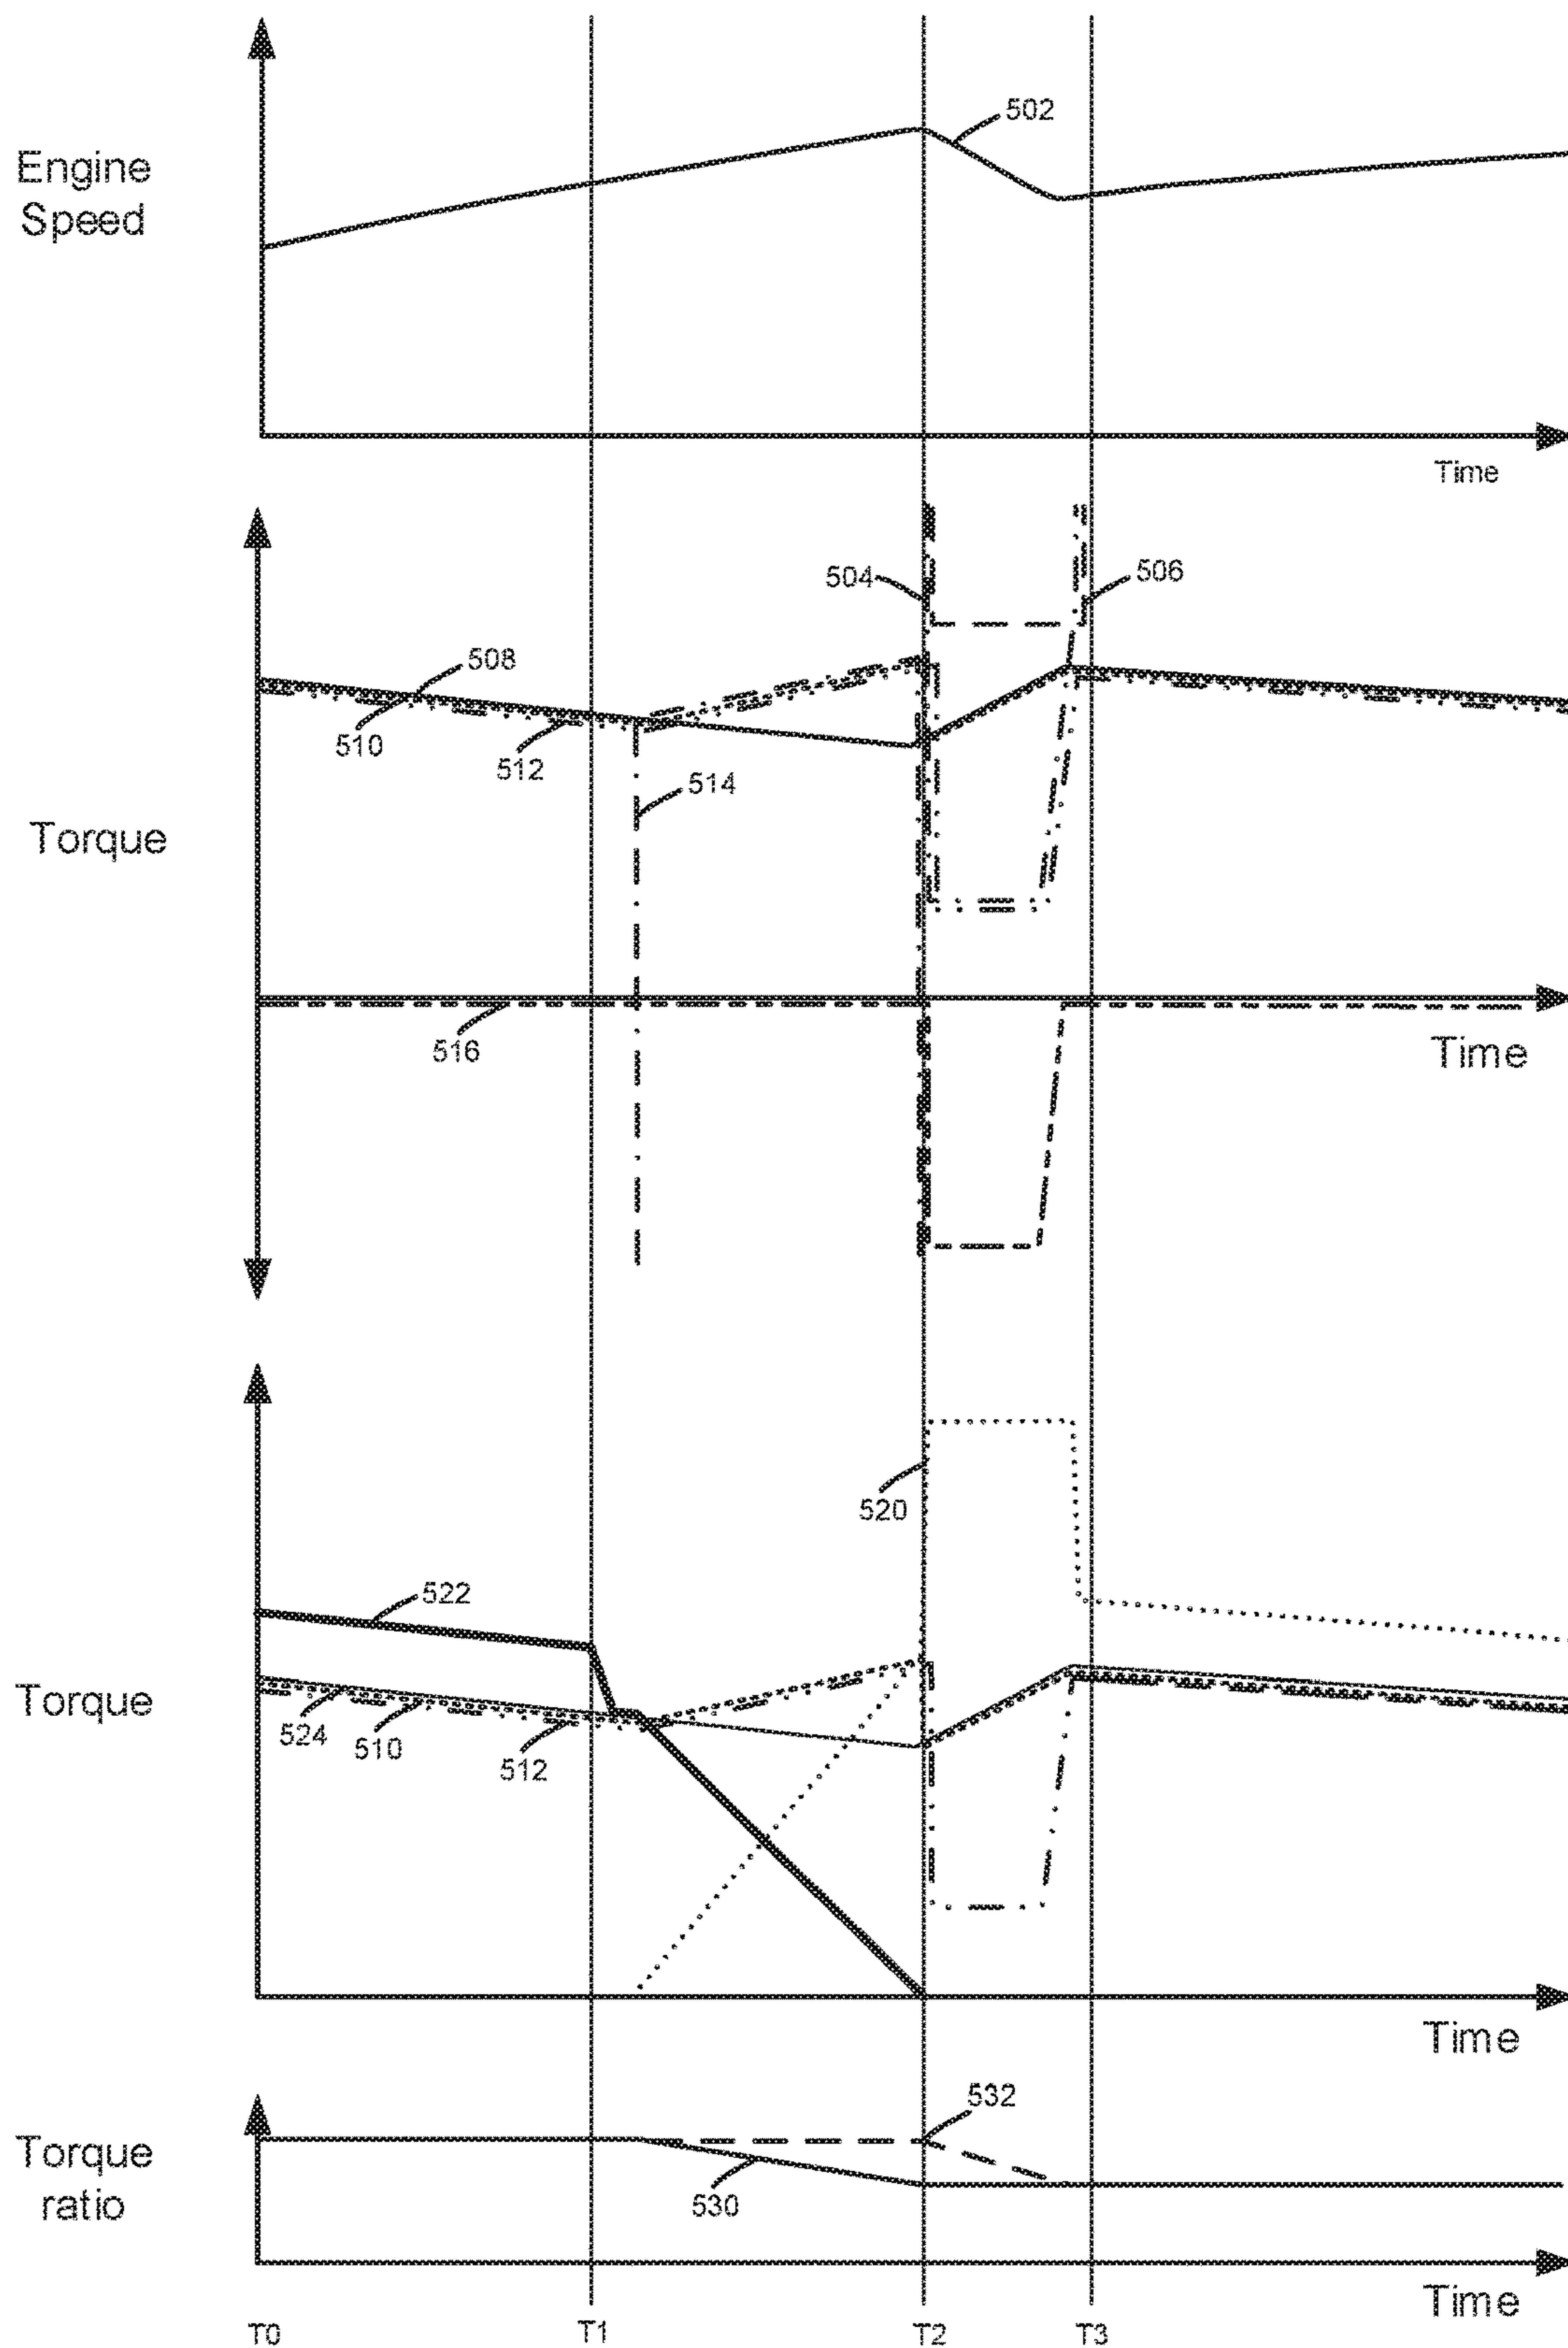 502
Engine
Speed
Time
504
506
508
510
512
514
Torque
516
Time
520
522
Torque
524
510
512
Time
532
Torque
ratio
530
Time
T0
T1
T2
T3